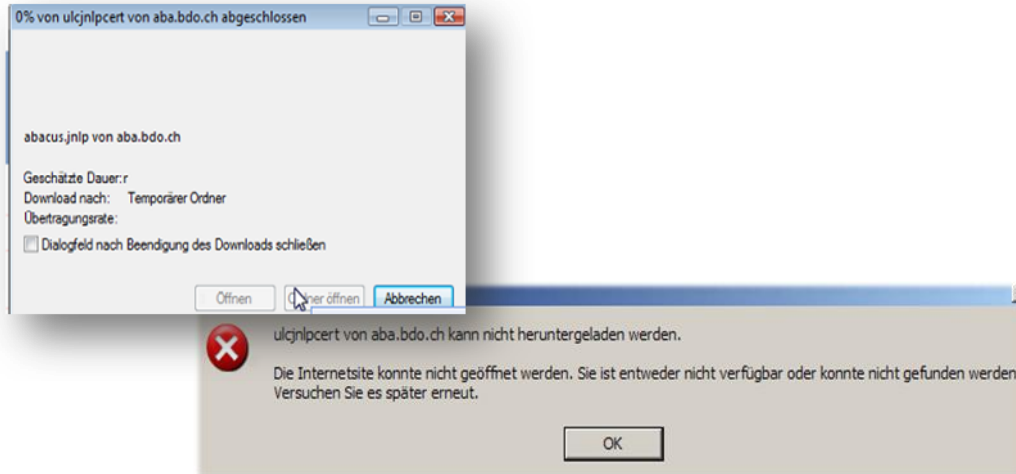 0% von ulcjnlpcert von aba.bdo.ch abgeschlossen
abacus.jnlp von aba.bdo.ch
Geschätzte Dauer:r
Download nach: Temporärer Ordner
Übertragungsrate:
Dialogfeld nach Beendigung des Downloads schließen
Öffnen Ordner öffnen Abbrechen
ulcjnlpcert von aba.bdo.ch kann nicht heruntergeladen werden.
Die Internetsite konnte nicht geöffnet werden. Sie ist entweder nicht verfügbar oder konnte nicht gefunden werden
Versuchen Sie es später erneut.
OK